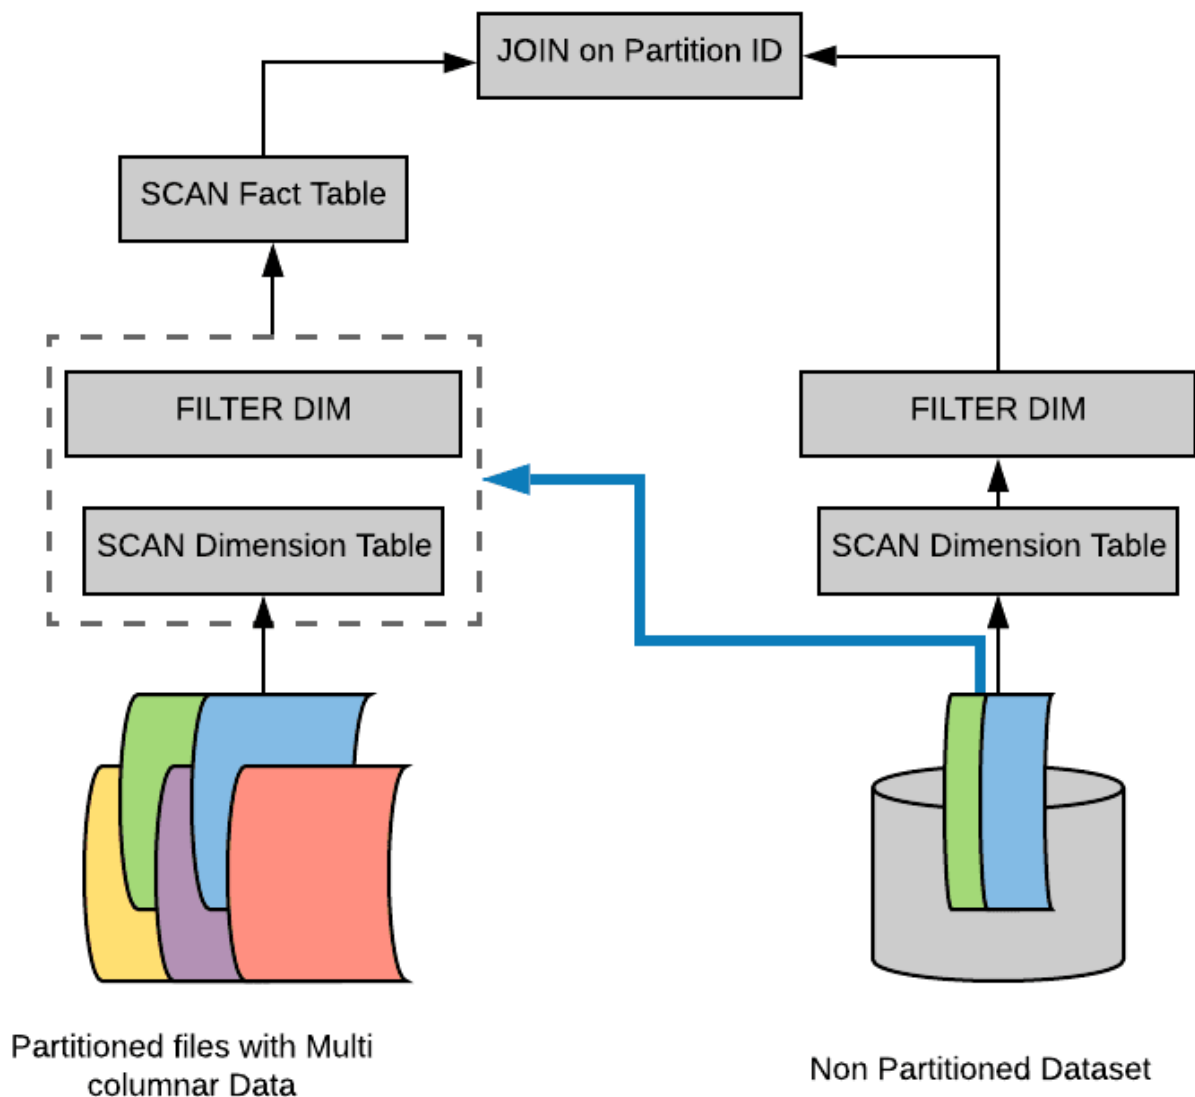 JOIN on Partition ID
SCAN Fact Table
FILTER DIM
FILTER DIM
SCAN Dimension Table
SCAN Dimension Table
Partitioned files with Multi
columnar Data
Non Partitioned Dataset